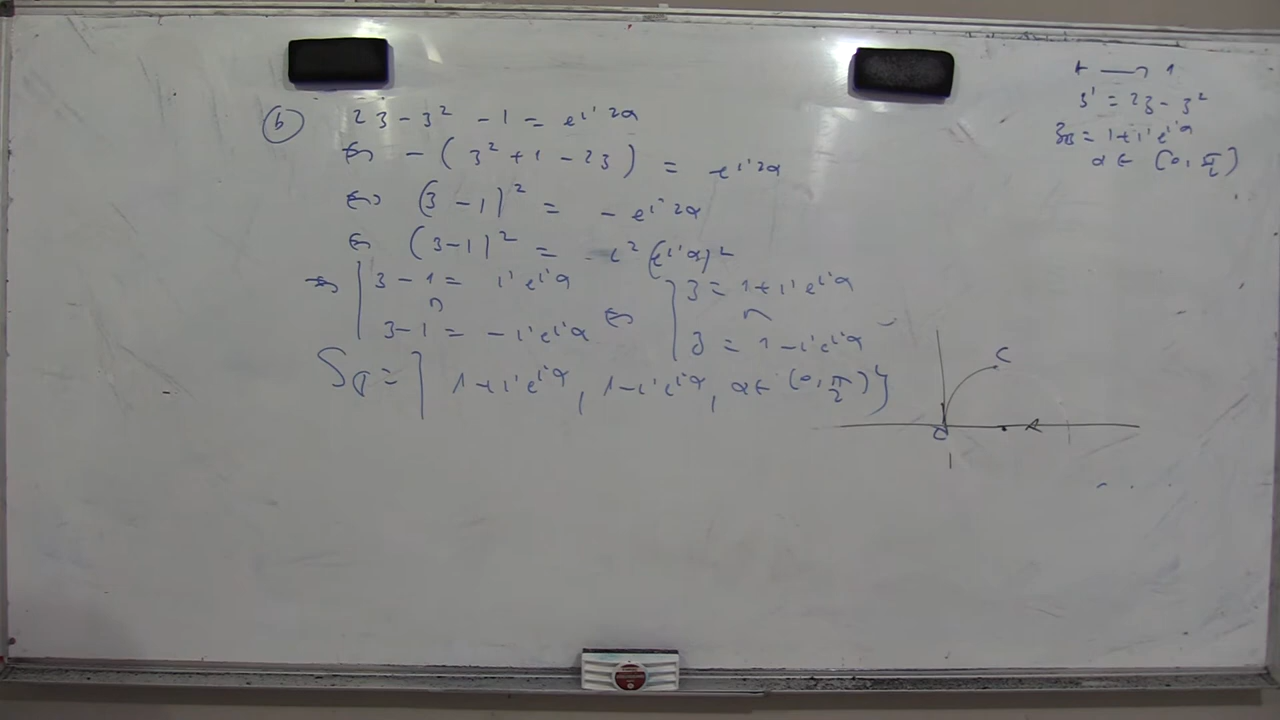 b 2z - z² - 1 = e^{i2α}
⇔ - (z² + 1 - 2z) = e^{i2α}
⇔ (z - 1)² = - e^{i2α}
⇔ (z-1)² = i² (e^{iα})²
⇔ | z - 1 = i e^{iα}
z - 1 = - i e^{iα}
⇔ | z = 1 + i e^{iα}
z = 1 - i e^{iα}
S_ℂ = { 1 + i e^{iα}, 1 - i e^{iα}, α ∈ (0, π/2) }
→ 1
z' = 2z - z²
z_B = 1 + i e^{iα}
α ∈ (0, π/2)
C
O
A
1